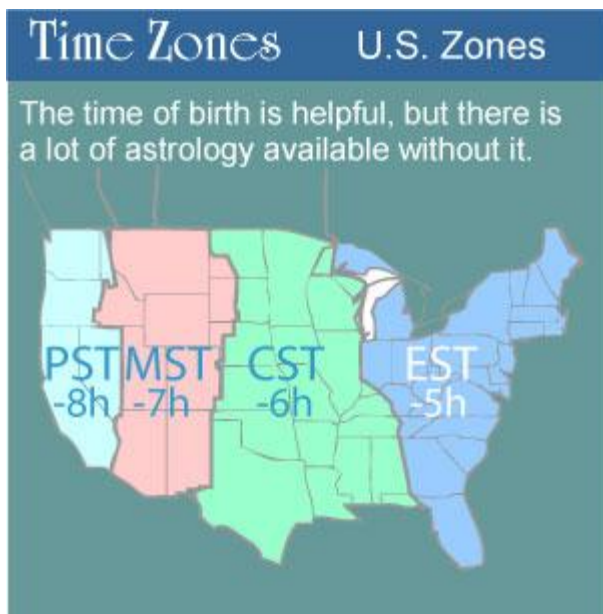 Time Zones U.S. Zones
The time of birth is helpful, but there is
a lot of astrology available without it.
PST MST CST EST
-8h -7h -6h -5h